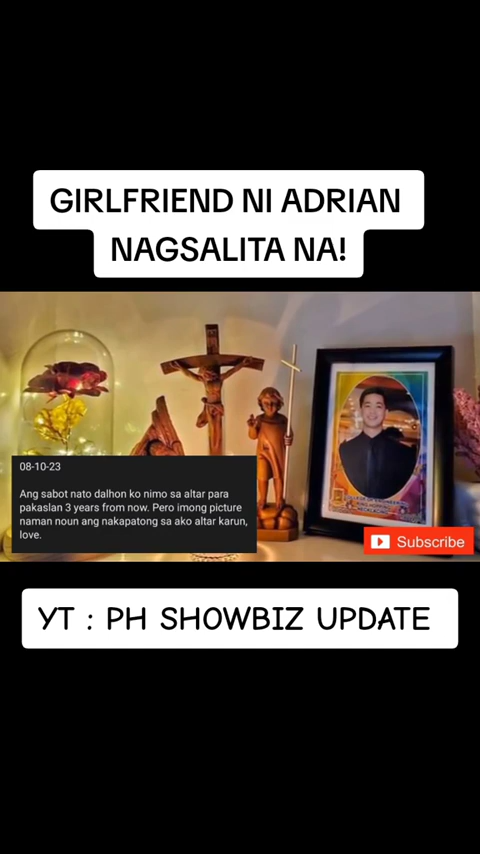 GIRLFRIEND NI ADRIAN
NAGSALITA NA!
08-10-23
Ang sabot nato dalhon ko nimo sa altar para
pakaslan 3 years from now. Pero imong picture
naman noun ang nakapatong sa ako altar karun,
love.
Subscribe
YT : PH SHOWBIZ UPDATE